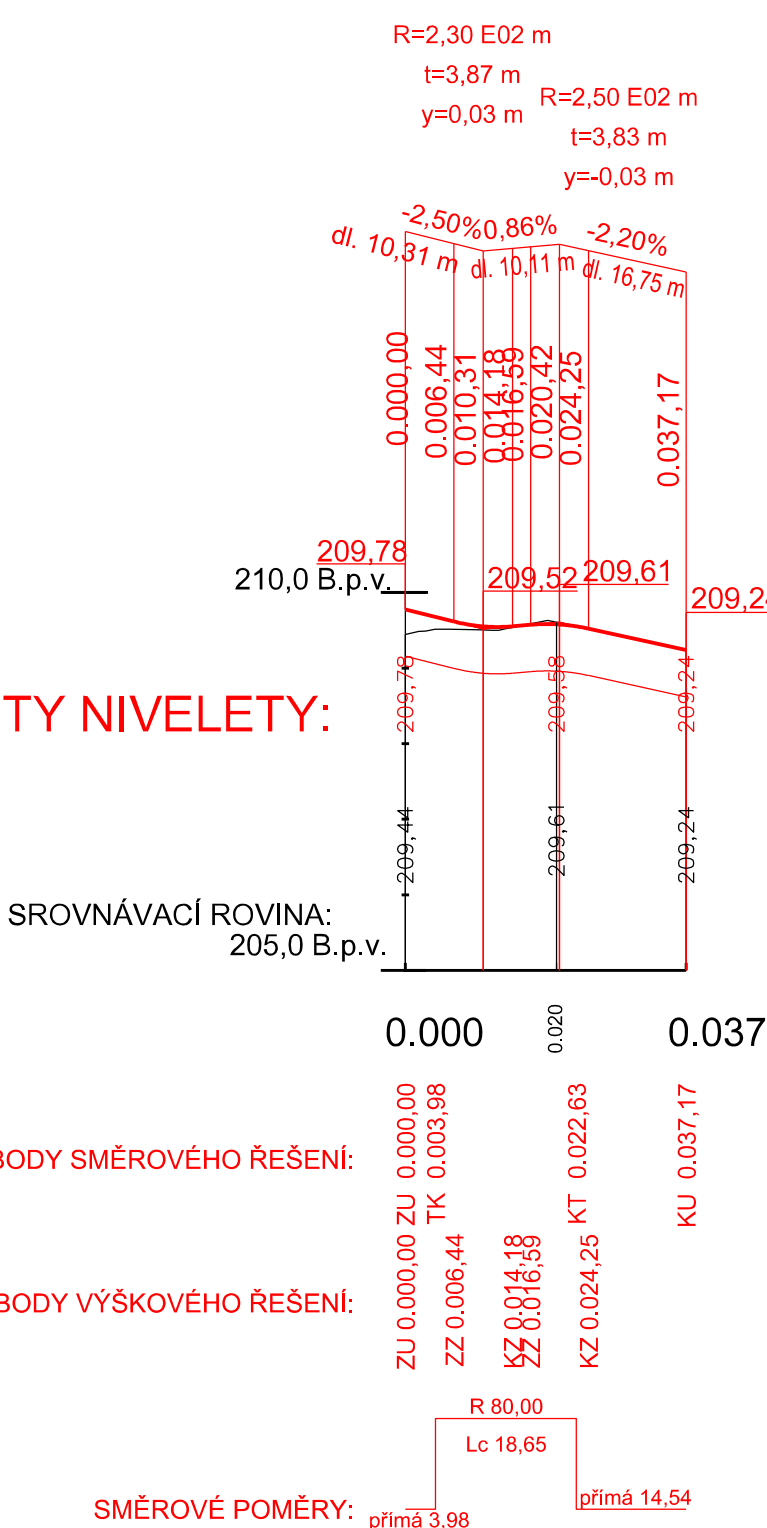 R=2,30 E02 m
t=3,87 m
y=0,03 m
R=2,50 E02 m
t=3,83 m
y=-0,03 m
-2,50%
0,86%
-2,20%
dl. 10,31 m
dl. 10,11 m
dl. 16,75 m
0.000,00
0.006,44
0.010,31
0.014,18
0.016,59
0.020,42
0.024,25
0.037,17
209,78
209,52
209,61
210,0 B.p.v.
209,24
TY NIVELETY:
209,78
209,58
209,24
209,44
209,61
209,24
SROVNÁVACÍ ROVINA:
205,0 B.p.v.
0.000
0.020
0.037
BODY SMĚROVÉHO ŘEŠENÍ:
ZU 0.000,00
TK 0.003,98
KT 0.022,63
KU 0.037,17
BODY VÝŠKOVÉHO ŘEŠENÍ:
ZU 0.000,00
ZZ 0.006,44
KZ 0.014,18
ZZ 0.016,59
KZ 0.024,25
R 80,00
Lc 18,65
SMĚROVÉ POMĚRY:
přímá 3,98
přímá 14,54